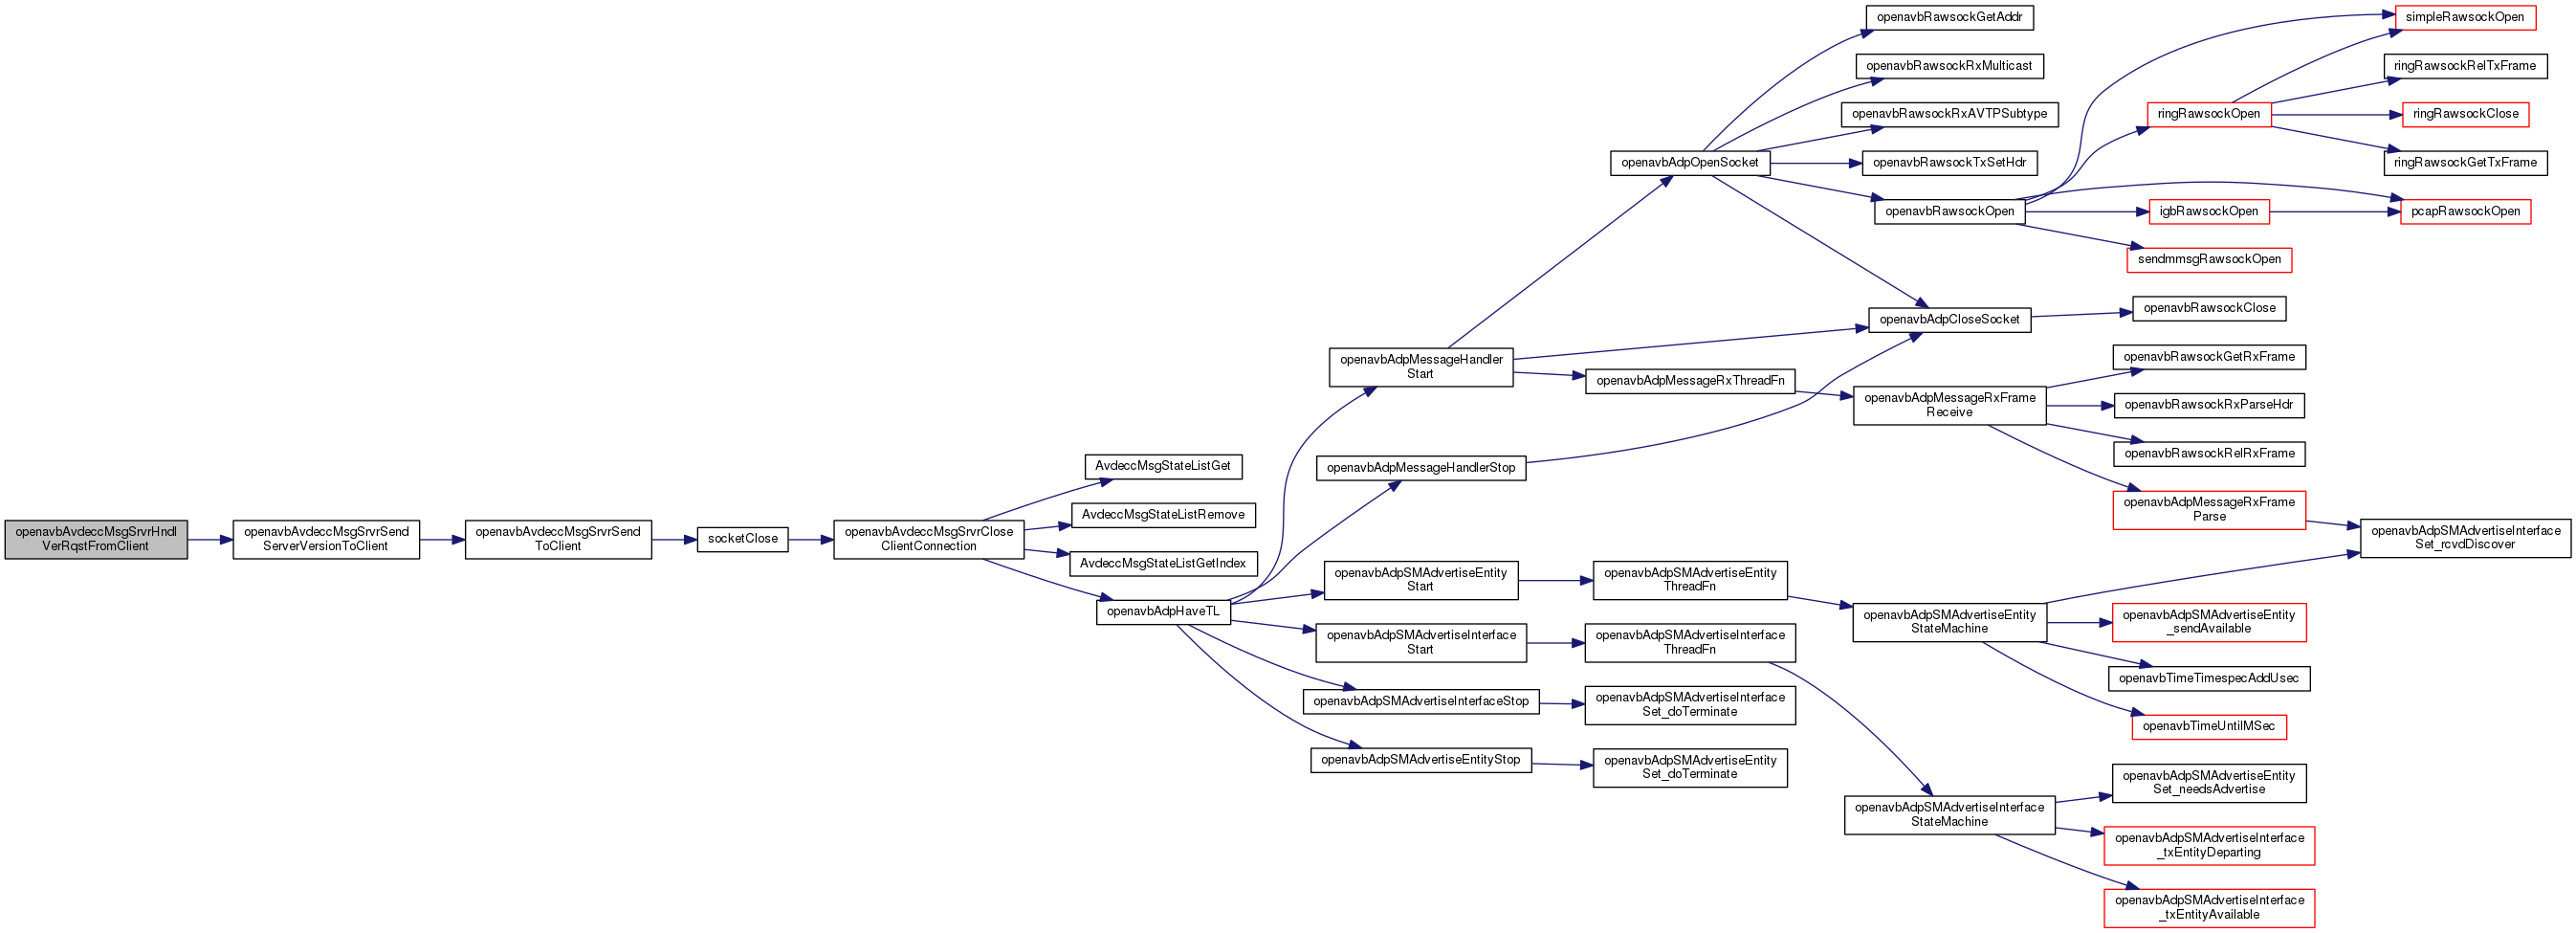 openavbAvdeccMsgSrvrHndl
VerRqstFromClient
openavbAvdeccMsgSrvrSend
ServerVersionToClient
openavbAvdeccMsgSrvrSend
ToClient
socketClose
openavbAvdeccMsgSrvrClose
ClientConnection
AvdeccMsgStateListGet
AvdeccMsgStateListRemove
AvdeccMsgStateListGetIndex
openavbAdpHaveTL
openavbAdpMessageHandler
Start
openavbAdpMessageHandlerStop
openavbAdpSMAdvertiseEntity
Start
openavbAdpSMAdvertiseInterface
Start
openavbAdpSMAdvertiseInterfaceStop
openavbAdpSMAdvertiseEntityStop
openavbAdpOpenSocket
openavbAdpMessageRxThreadFn
openavbAdpSMAdvertiseEntity
ThreadFn
openavbAdpSMAdvertiseInterface
ThreadFn
openavbAdpSMAdvertiseInterface
Set_doTerminate
openavbAdpSMAdvertiseEntity
Set_doTerminate
openavbRawsockGetAddr
openavbRawsockRxMulticast
openavbRawsockRxAVTPSubtype
openavbRawsockTxSetHdr
openavbRawsockOpen
openavbAdpCloseSocket
openavbAdpMessageRxFrame
Receive
openavbAdpSMAdvertiseEntity
StateMachine
openavbAdpSMAdvertiseInterface
StateMachine
ringRawsockOpen
igbRawsockOpen
sendmmsgRawsockOpen
openavbRawsockClose
openavbRawsockGetRxFrame
openavbRawsockRxParseHdr
openavbRawsockRelRxFrame
openavbAdpMessageRxFrame
Parse
openavbAdpSMAdvertiseEntity
_sendAvailable
openavbTimeTimespecAddUsec
openavbTimeUntilMSec
openavbAdpSMAdvertiseEntity
Set_needsAdvertise
openavbAdpSMAdvertiseInterface
_txEntityDeparting
openavbAdpSMAdvertiseInterface
_txEntityAvailable
simpleRawsockOpen
ringRawsockRelTxFrame
ringRawsockClose
ringRawsockGetTxFrame
pcapRawsockOpen
openavbAdpSMAdvertiseInterface
Set_rcvdDiscover